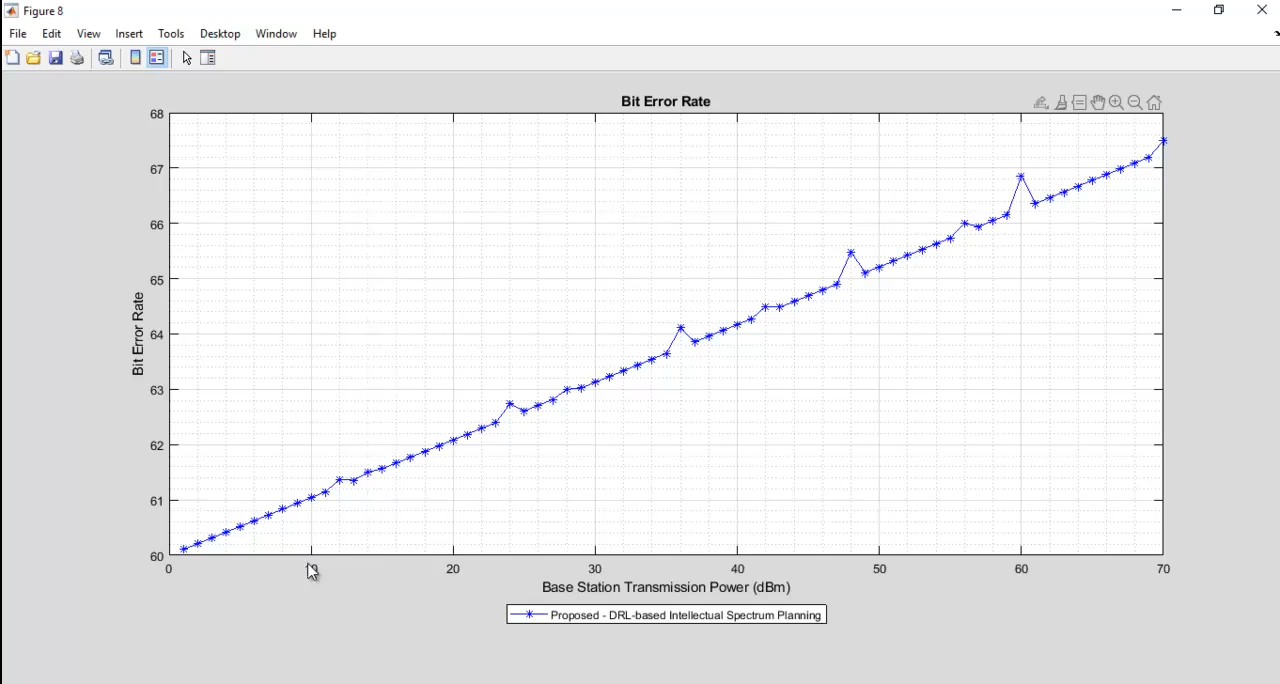 Figure 8
File Edit View Insert Tools Desktop Window Help
Bit Error Rate
68
67
66
65
64
63
62
61
60
Bit Error Rate
0 10 20 30 40 50 60 70
Base Station Transmission Power (dBm)
Proposed - DRL-based Intellectual Spectrum Planning